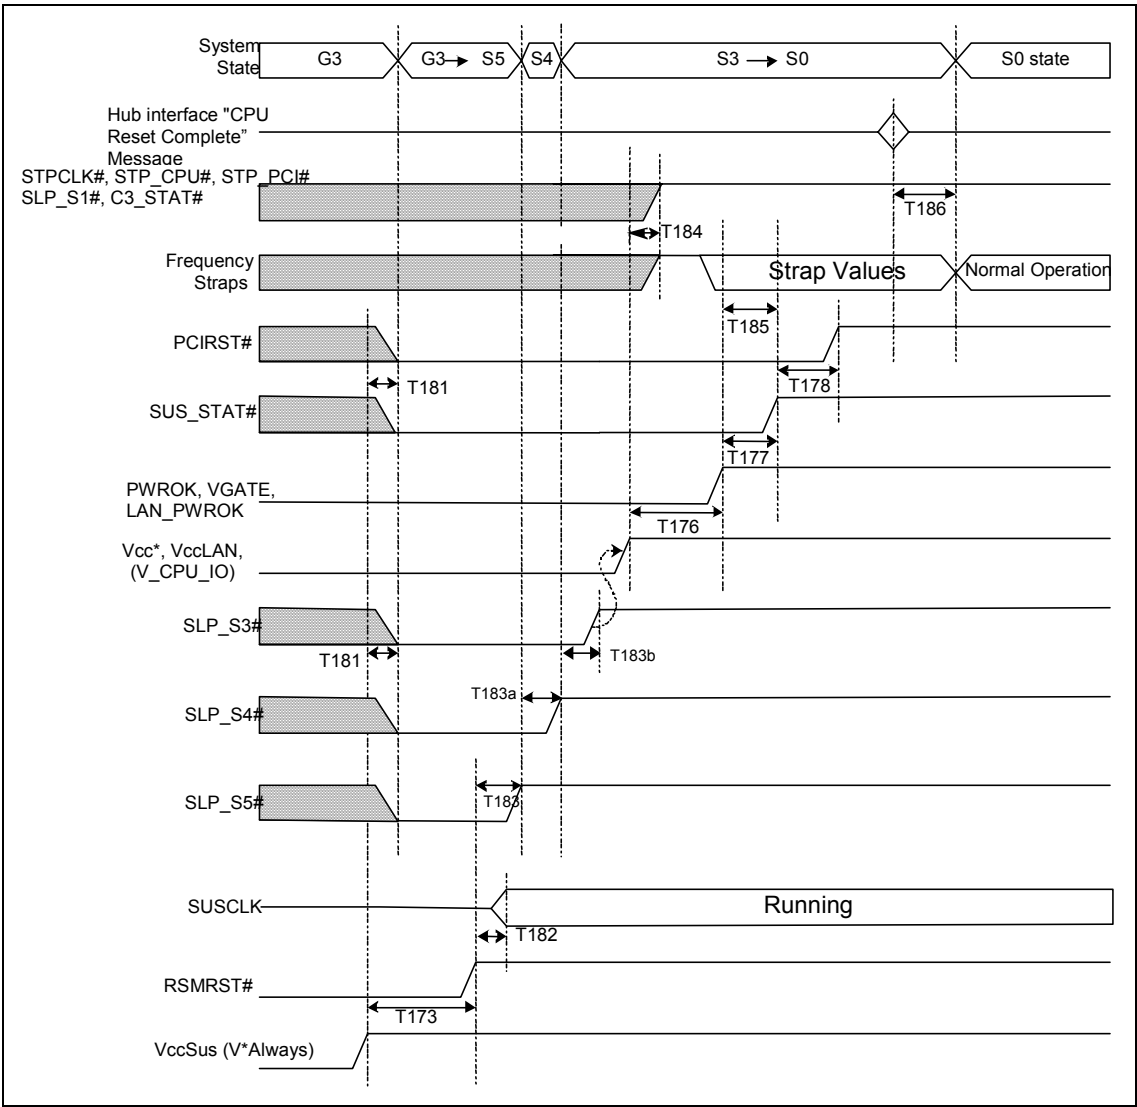 System
State
G3
G3 S5
S4
S3 S0
S0 state
Hub interface "CPU
Reset Complete”
Message
STPCLK#, STP_CPU#, STP_PCI#
SLP_S1#, C3_STAT#
T186
T184
Frequency
Straps
Strap Values
Normal Operation
T185
PCIRST#
T181
T178
SUS_STAT#
T177
PWROK, VGATE,
LAN_PWROK
T176
Vcc*, VccLAN,
(V_CPU_IO)
SLP_S3#
T181
T183b
T183a
SLP_S4#
SLP_S5#
T183
SUSCLK
Running
T182
RSMRST#
T173
VccSus (V*Always)